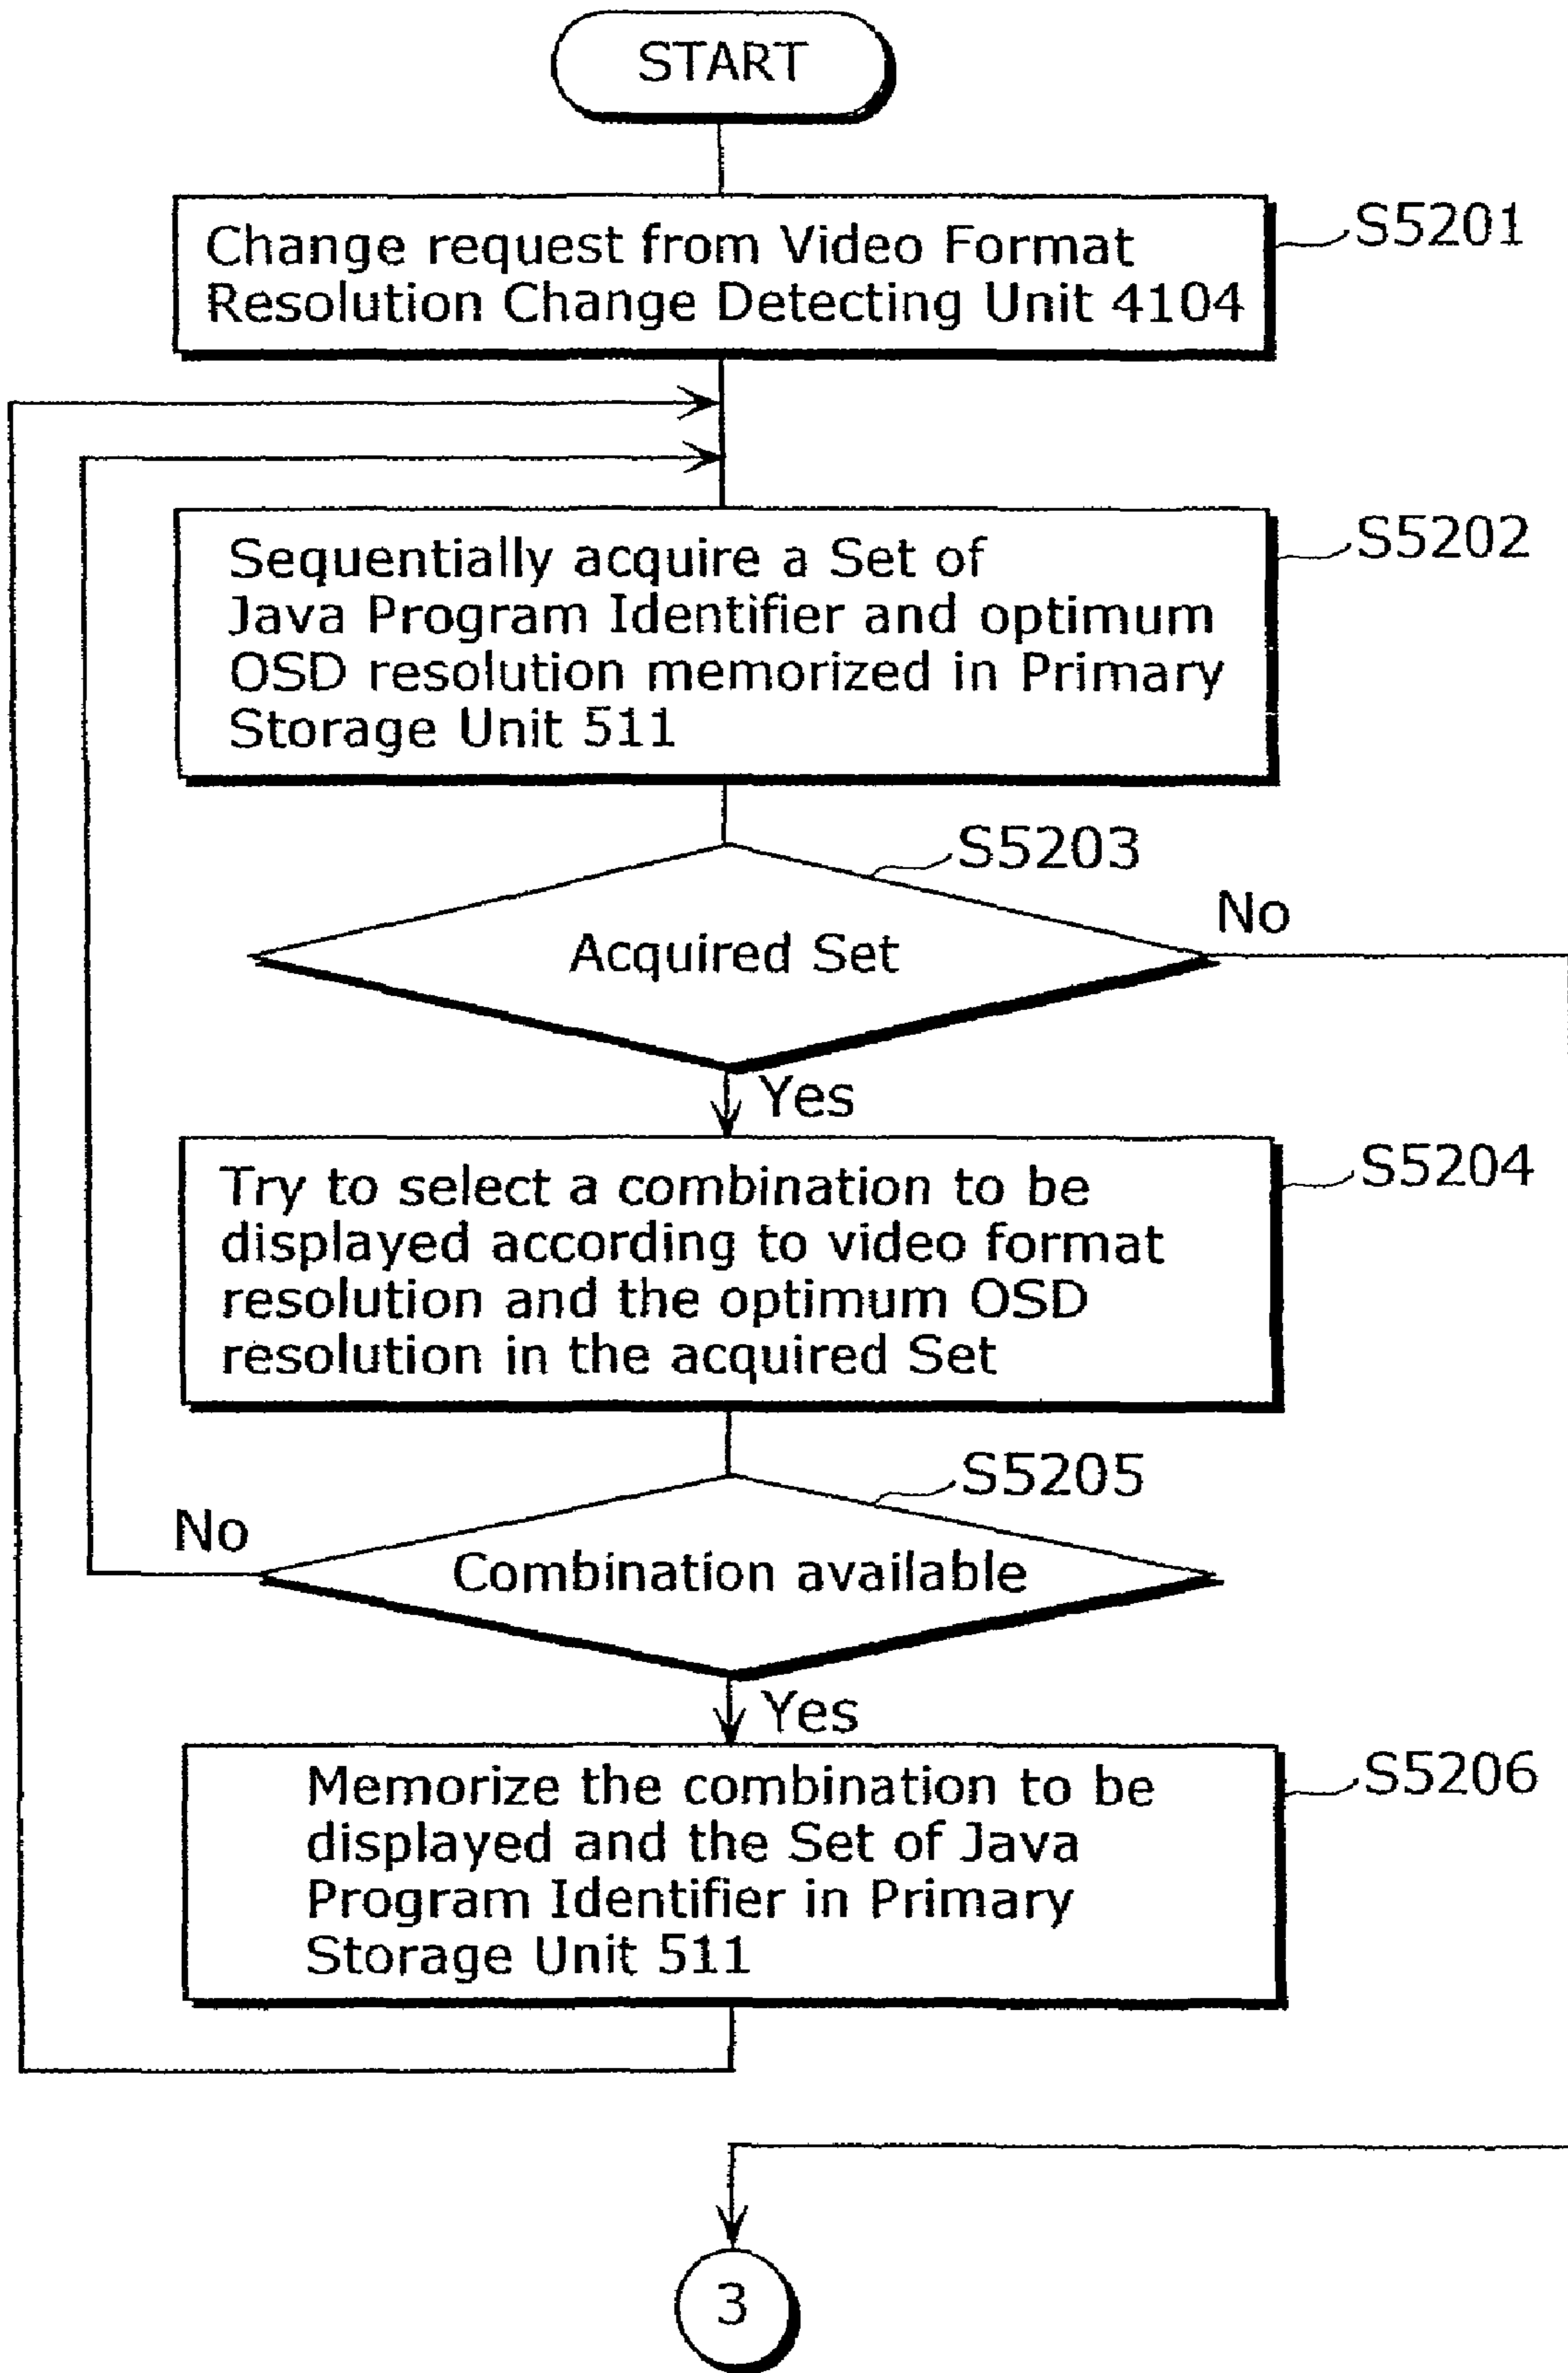 START
Change request from Video Format
Resolution Change Detecting Unit 4104
S5201
Sequentially acquire a Set of
Java Program Identifier and optimum
OSD resolution memorized in Primary
Storage Unit 511
S5202
S5203
Acquired Set
No
Yes
Try to select a combination to be
displayed according to video format
resolution and the optimum OSD
resolution in the acquired Set
S5204
S5205
No
Combination available
Yes
Memorize the combination to be
displayed and the Set of Java
Program Identifier in Primary
Storage Unit 511
S5206
3